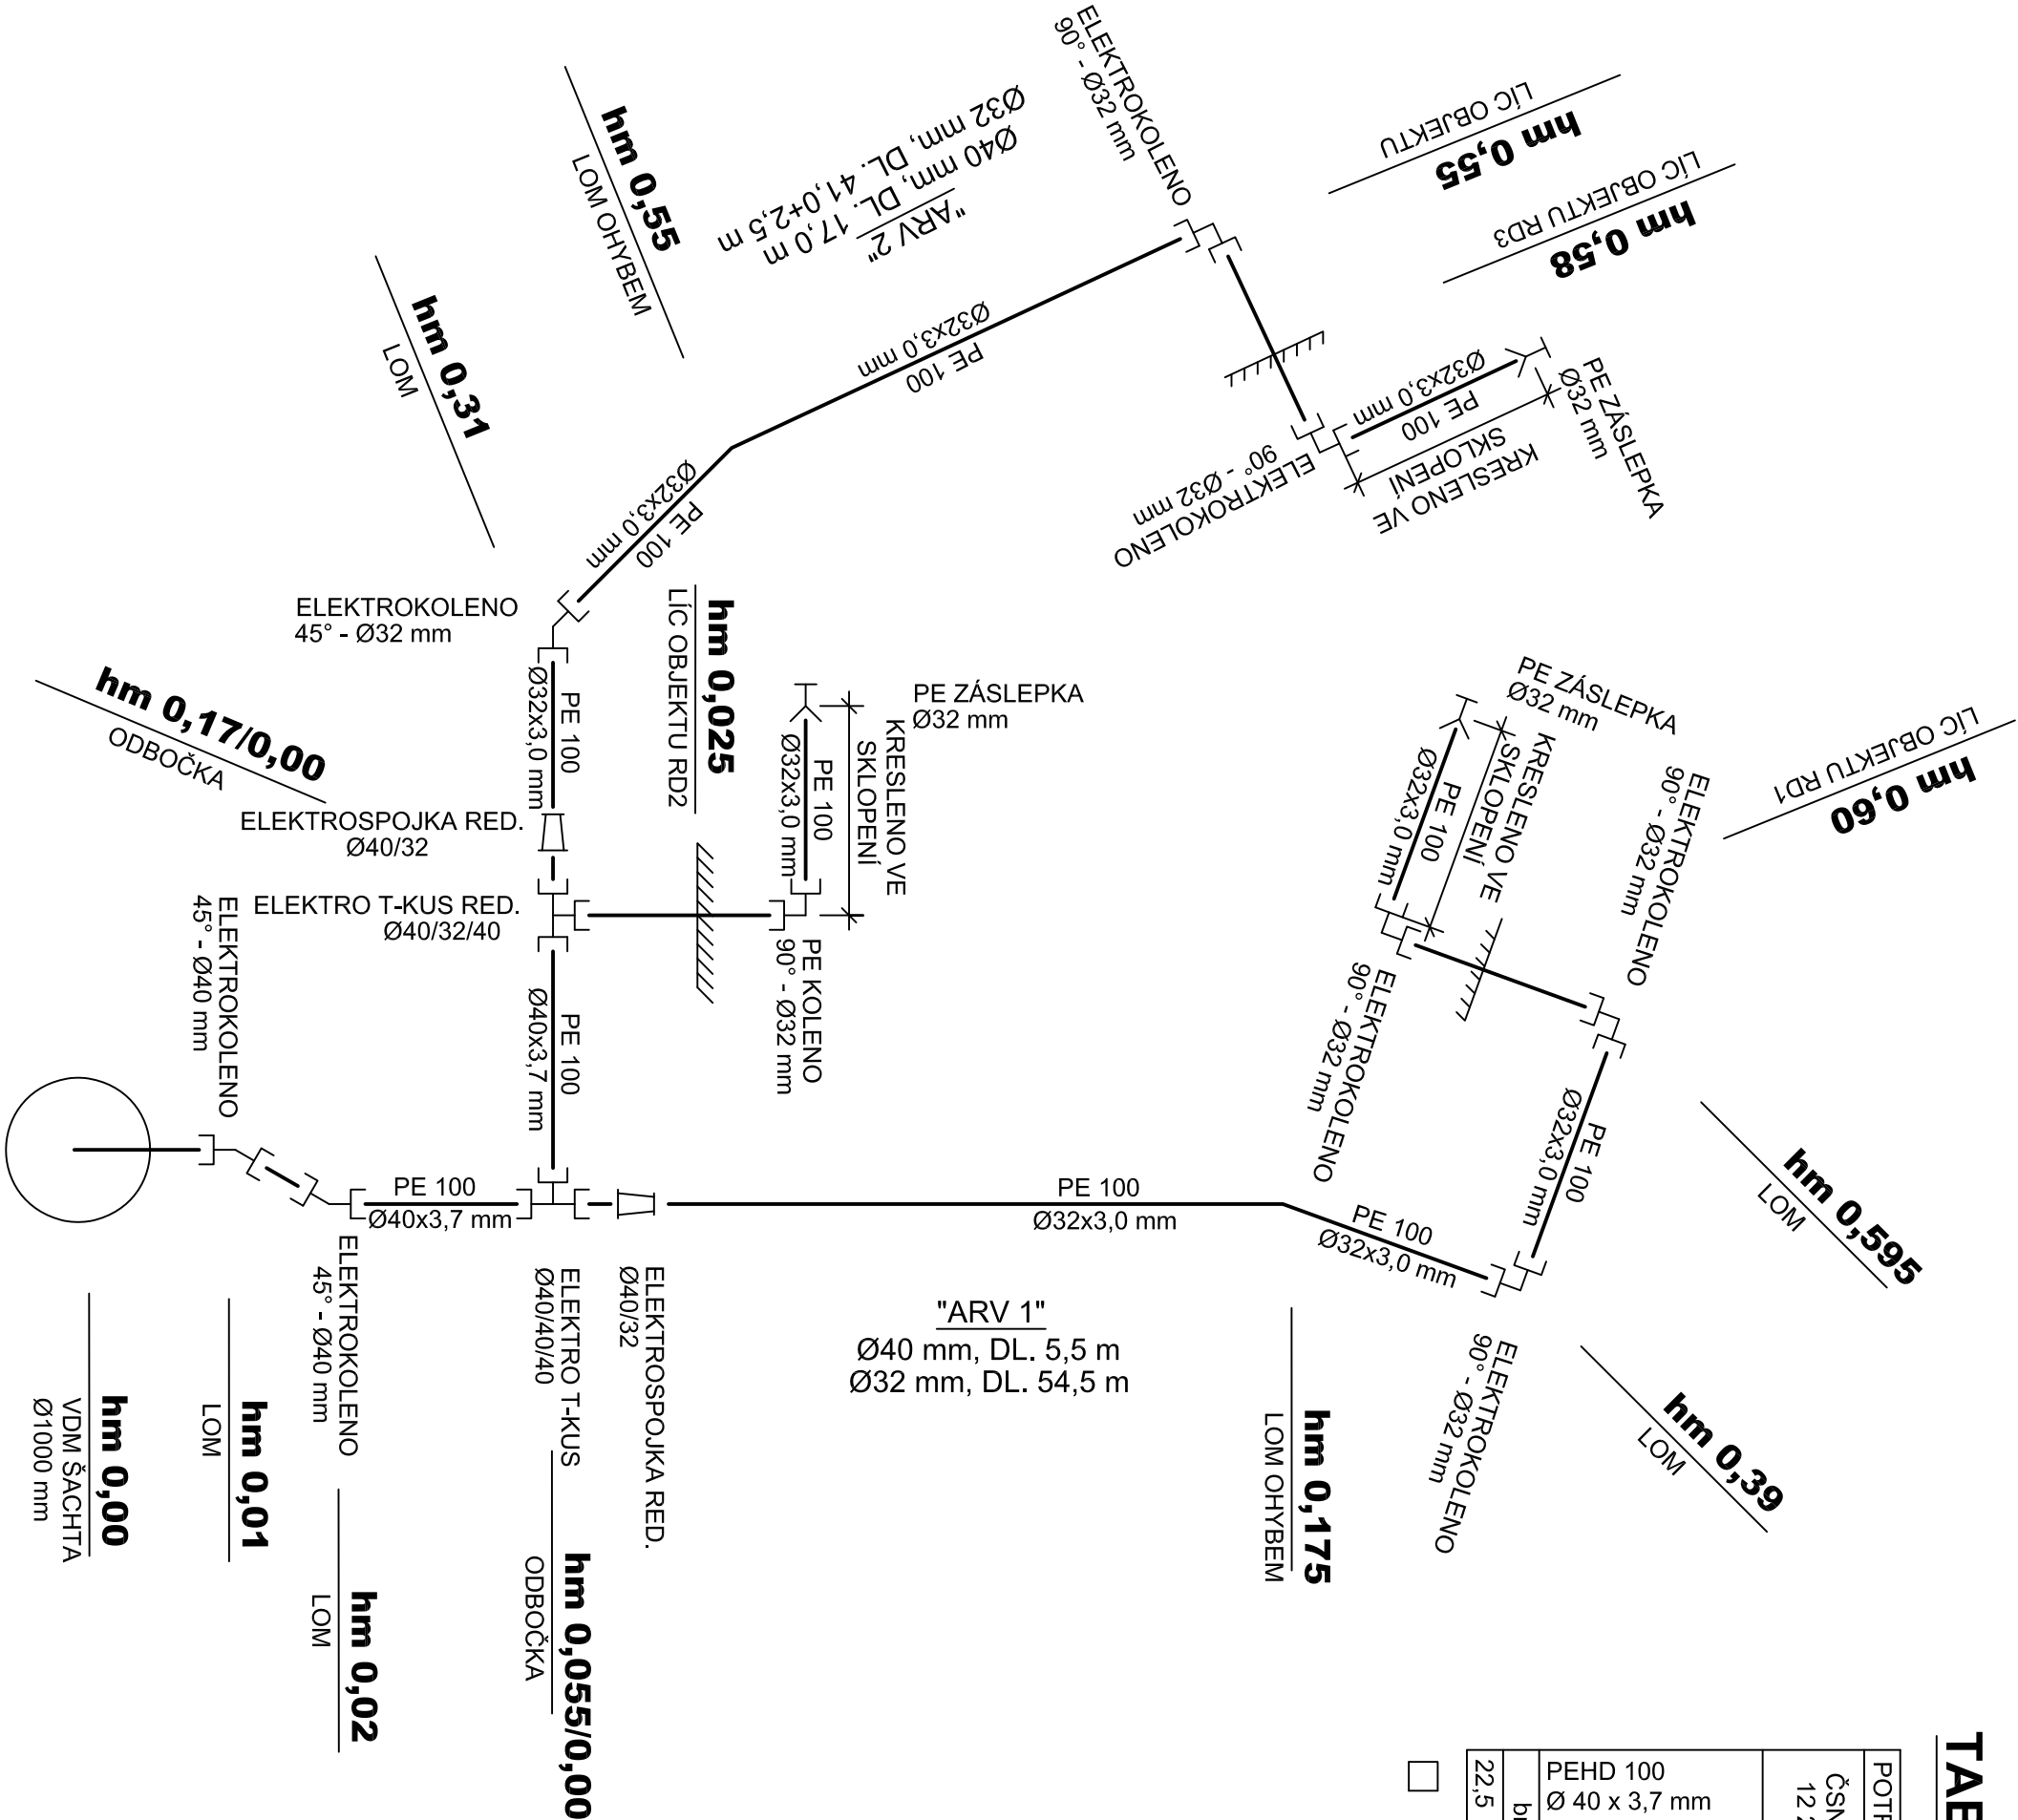 ELEKTROKOLENO
90° - Ø32 mm
LÍC OBJEKTU
hm 0,55
LÍC OBJEKTU RD3
hm 0,58
hm 0,55
LOM OHYBEM
"ARV 2"
Ø40 mm, DL. 17,0 m
Ø32 mm, DL. 41,0+2,5 m
hm 0,31
LOM
PE 100
Ø32x3,0 mm
PE 100
Ø32x3,0 mm
PE 100
Ø32x3,0 mm
KRESLENO VE
SKLOPENÍ
PE ZÁSLEPKA
Ø32 mm
ELEKTROKOLENO
90° - Ø32 mm
ELEKTROKOLENO
45° - Ø32 mm
hm 0,17/0,00
ODBOČKA
PE 100
Ø32x3,0 mm
hm 0,025
LÍC OBJEKTU RD2
PE ZÁSLEPKA
Ø32 mm
KRESLENO VE
SKLOPENÍ
PE 100
Ø32x3,0 mm
ELEKTROSPOJKA RED.
Ø40/32
ELEKTRO T-KUS RED.
Ø40/32/40
PE KOLENO
90° - Ø32 mm
PE 100
Ø40x3,7 mm
ELEKTROKOLENO
45° - Ø40 mm
PE ZÁSLEPKA
Ø32 mm
KRESLENO VE
SKLOPENÍ
PE 100
Ø32x3,0 mm
ELEKTROKOLENO
90° - Ø32 mm
LÍC OBJEKTU RD1
hm 0,60
ELEKTROKOLENO
90° - Ø32 mm
PE 100
Ø32x3,0 mm
hm 0,595
LOM
PE 100
Ø40x3,7 mm
PE 100
Ø32x3,0 mm
PE 100
Ø32x3,0 mm
ELEKTROKOLENO
45° - Ø40 mm
ELEKTRO T-KUS
Ø40/40/40
ELEKTROSPOJKA RED.
Ø40/32
"ARV 1"
Ø40 mm, DL. 5,5 m
Ø32 mm, DL. 54,5 m
ELEKTROKOLENO
90° - Ø32 mm
hm 0,39
LOM
hm 0,175
LOM OHYBEM
hm 0,00
VDM ŠACHTA
Ø1000 mm
hm 0,01
LOM
hm 0,02
LOM
hm 0,055/0,00
ODBOČKA
PEHD 100
Ø 40 x 3,7 mm
22,5